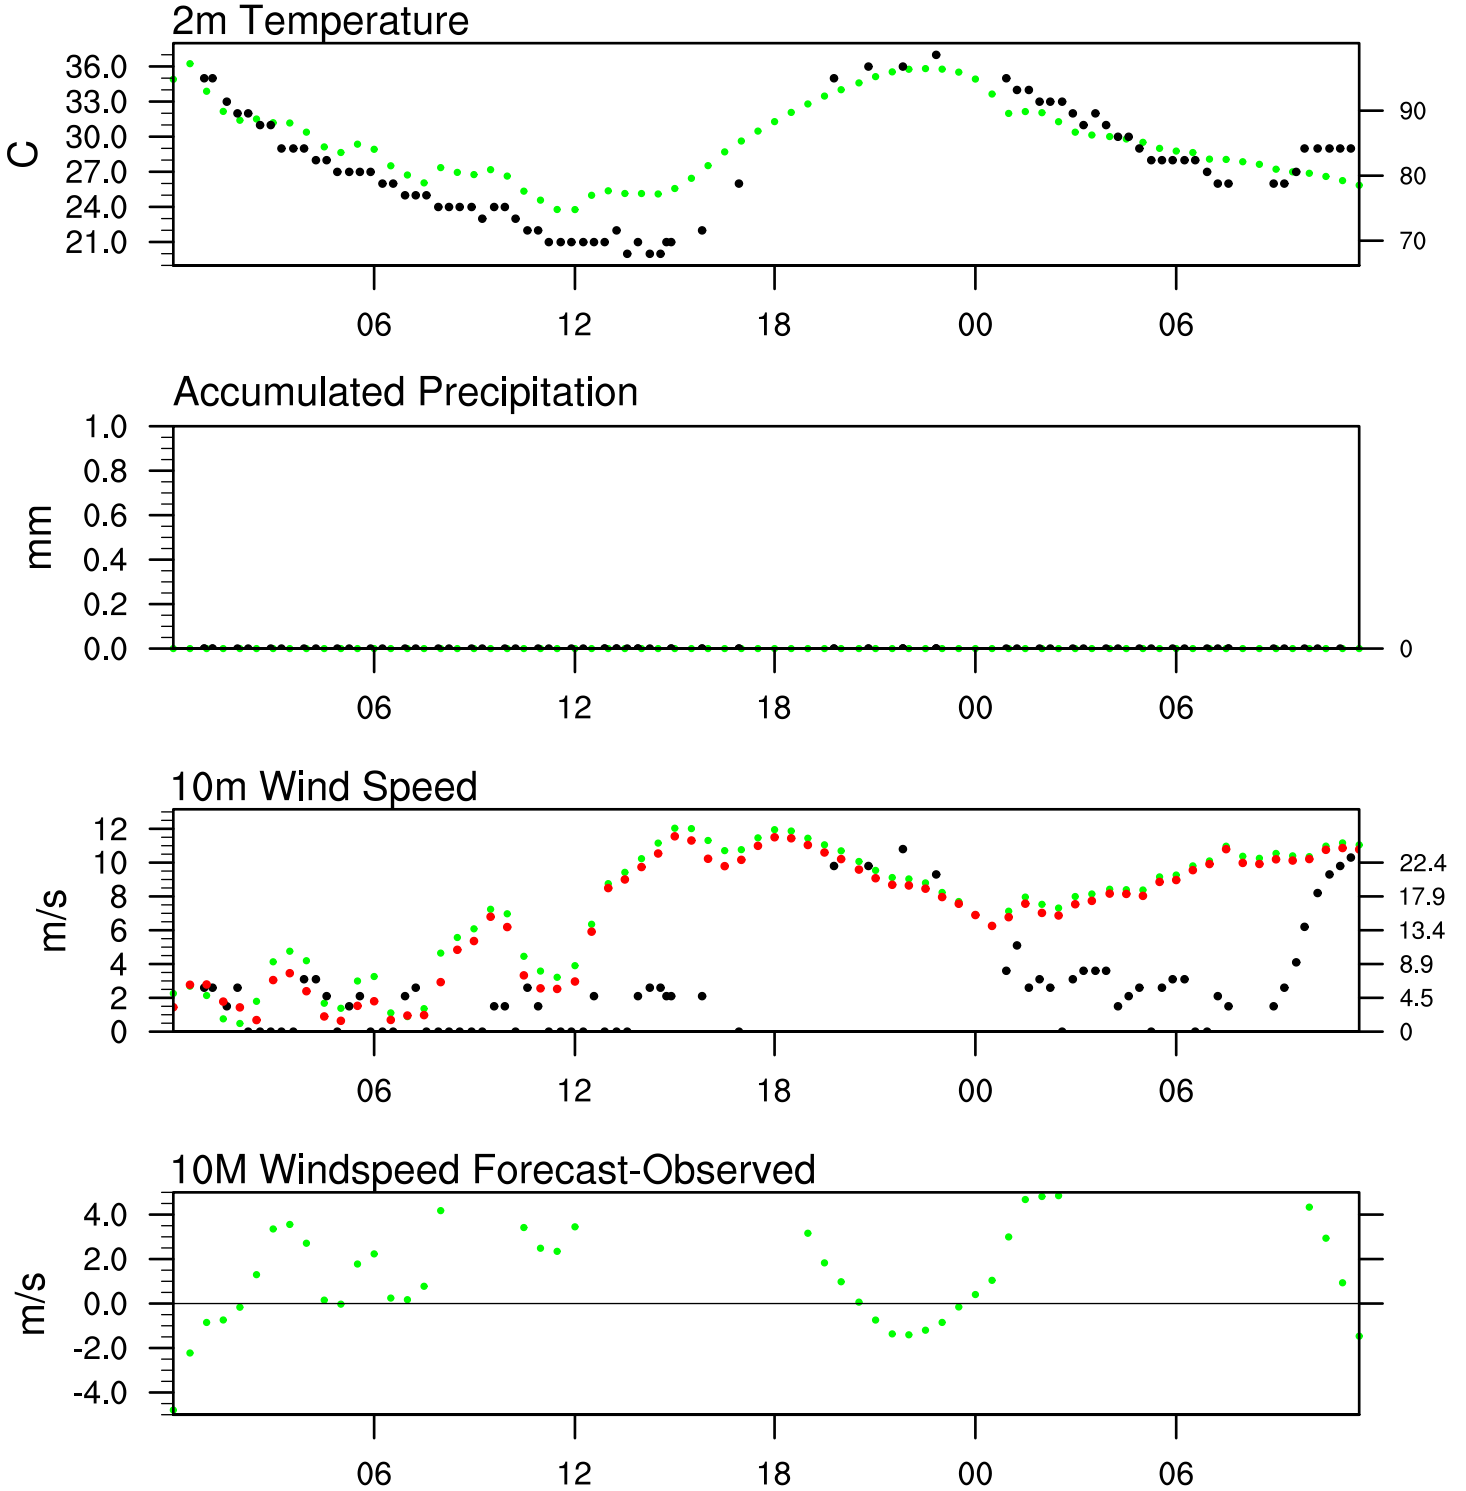 2m Temperature
36.0
33.0
30.0
27.0
24.0
21.0
C
90
80
70
06 12 18 00 06
Accumulated Precipitation
1.0
0.8
0.6
0.4
0.2
0.0
mm
0
06 12 18 00 06
10m Wind Speed
12
10
8
6
4
2
0
m/s
22.4
17.9
13.4
8.9
4.5
0
06 12 18 00 06
10M Windspeed Forecast-Observed
4.0
2.0
0.0
-2.0
-4.0
m/s
06 12 18 00 06